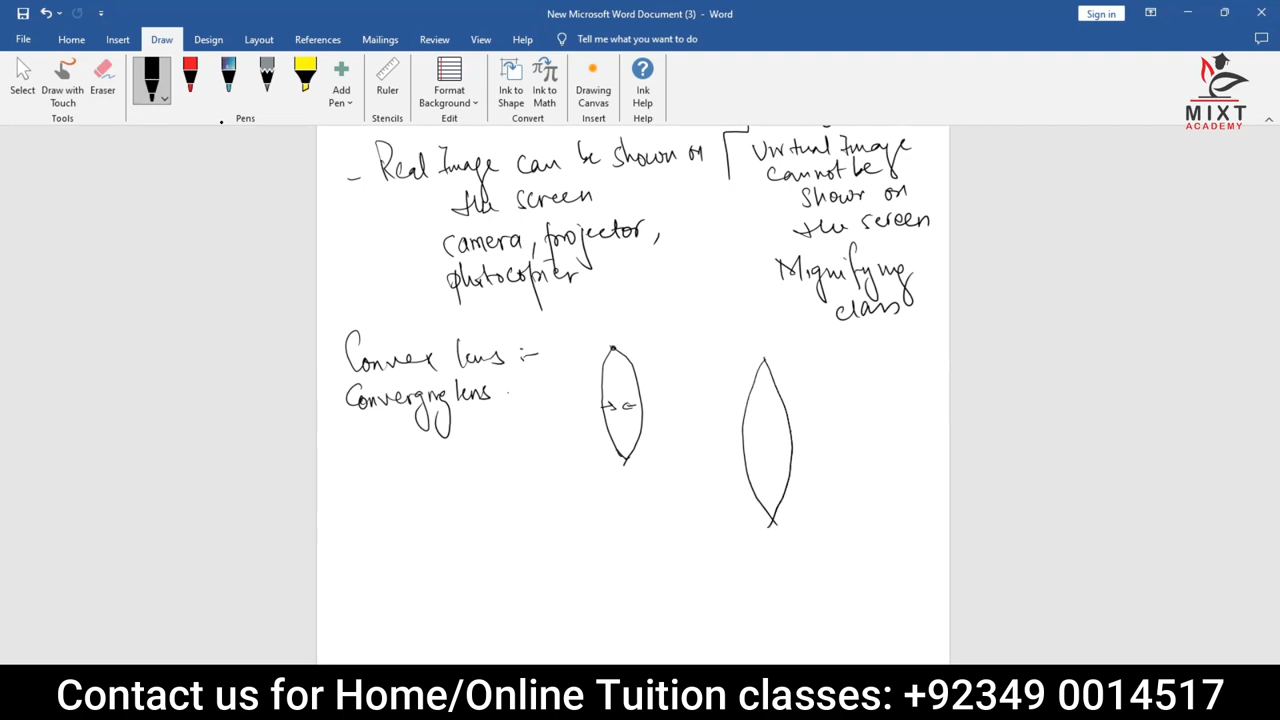 New Microsoft Word Document (3) - Word
Sign in
File Home Insert Draw Design Layout References Mailings Review View Help Tell me what you want to do
Select Draw with Touch Eraser Add Pen Ruler Format Background Ink to Shape Ink to Math Drawing Canvas Ink Help
Tools Pens Stencils Edit Convert Insert Help
MIXT
ACADEMY
- Real Image can be shown on
the screen
camera, projector,
photocopier
Virtual Image
cannot be
shown on
the screen
Mignifying
class
Convex lens :-
Converging lens
Contact us for Home/Online Tuition classes: +92349 0014517